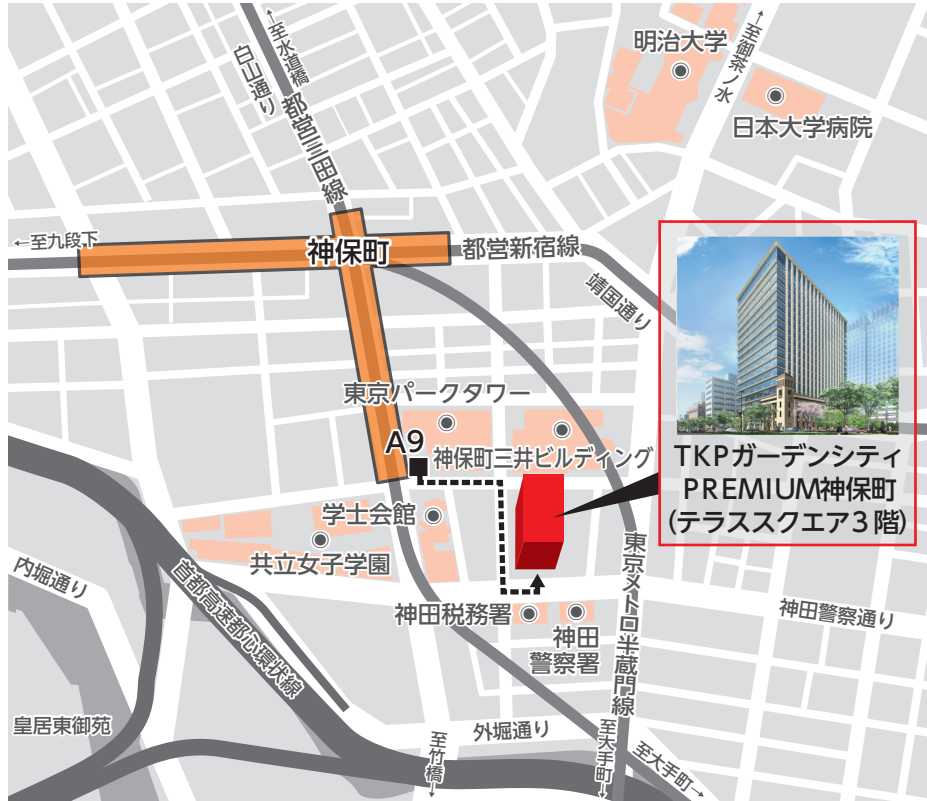 ←至水道橋
白山通り
都営三田線
明治大学
←至御茶ノ水
日本大学病院
←至九段下
神保町
都営新宿線
靖国通り
東京パークタワー
A9
神保町三井ビルディング
TKPガーデンシティ
PREMIUM神保町
(テラススクエア3階)
学士会館
共立女子学園
東京メトロ半蔵門線
内堀通り
首都高速都心環状線
神田税務署
神田
警察署
神田警察通り
皇居東御苑
外堀通り
至竹橋→
至大手町→
至大手町→